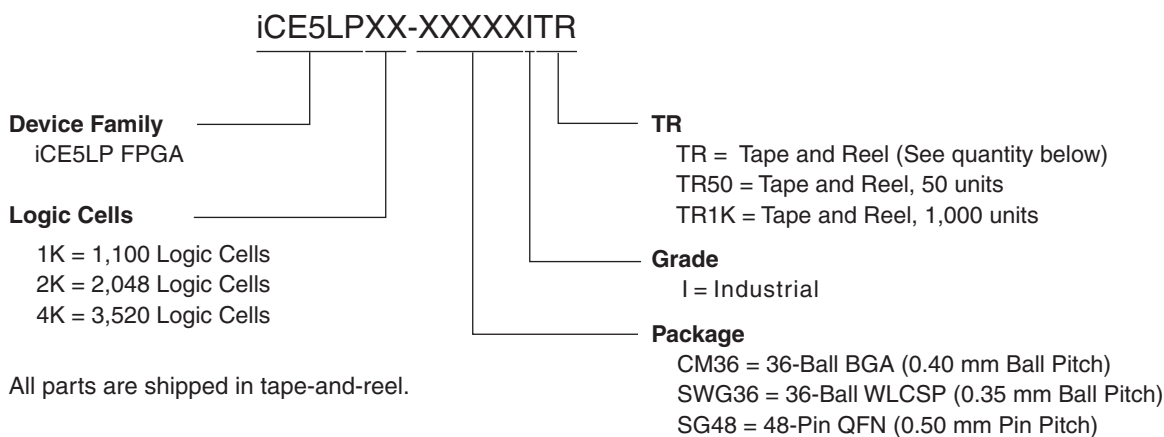 iCE5LPXX-XXXXXITR
Device Family
iCE5LP FPGA
Logic Cells
1K = 1,100 Logic Cells
2K = 2,048 Logic Cells
4K = 3,520 Logic Cells
All parts are shipped in tape-and-reel.
TR
TR = Tape and Reel (See quantity below)
TR50 = Tape and Reel, 50 units
TR1K = Tape and Reel, 1,000 units
Grade
I = Industrial
Package
CM36 = 36-Ball BGA (0.40 mm Ball Pitch)
SWG36 = 36-Ball WLCSP (0.35 mm Ball Pitch)
SG48 = 48-Pin QFN (0.50 mm Pin Pitch)